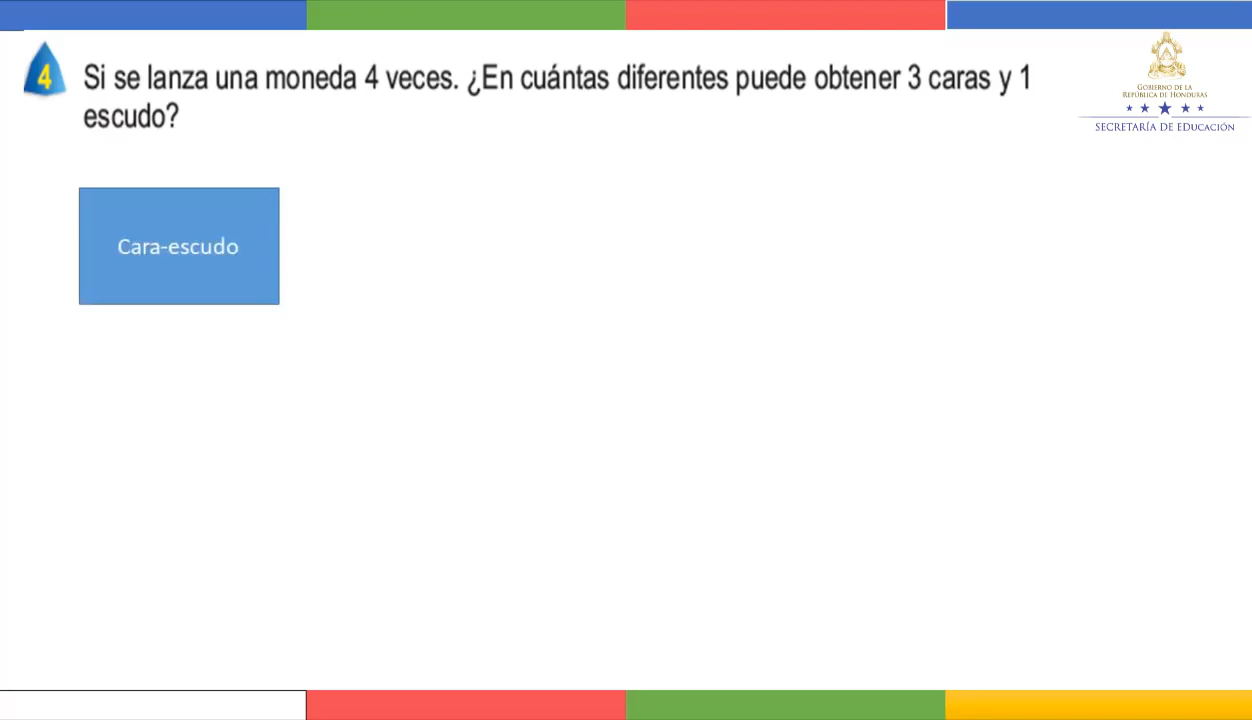 4
Si se lanza una moneda 4 veces. ¿En cuántas diferentes puede obtener 3 caras y 1
escudo?
GOBIERNO DE LA
REPÚBLICA DE HONDURAS
SECRETARÍA DE EDUCACIÓN
Cara-escudo